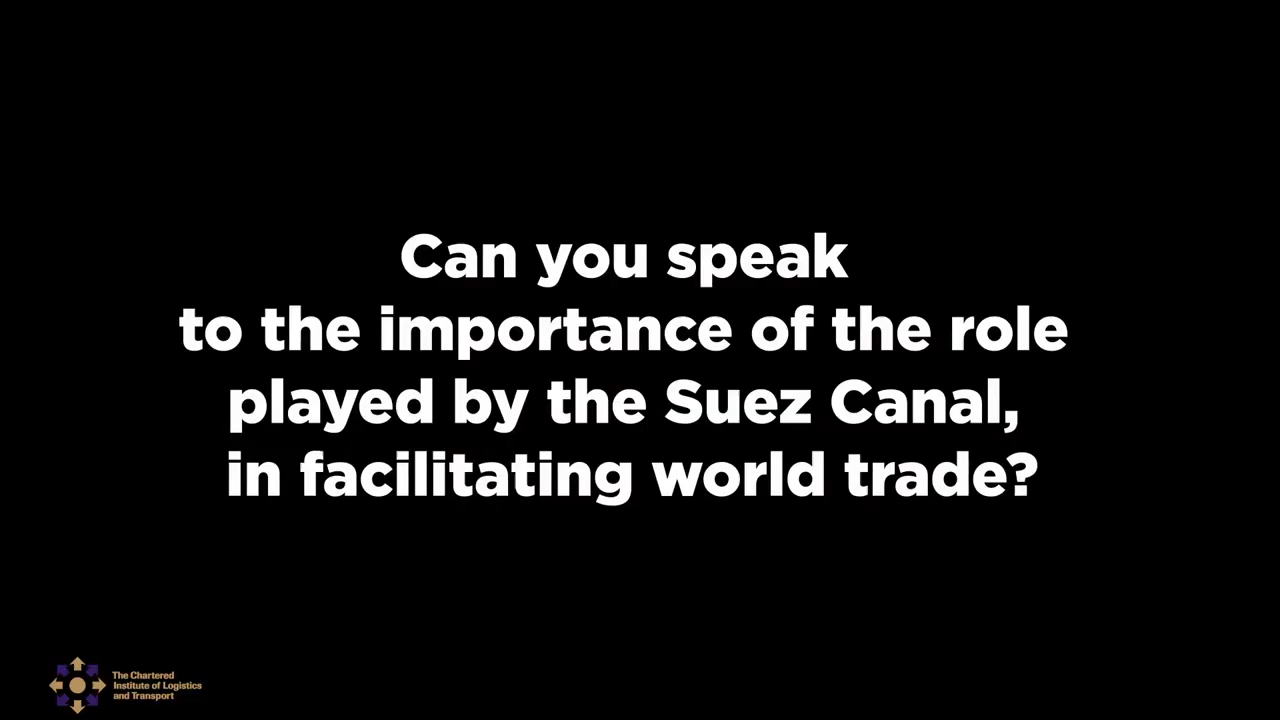 Can you speak
to the importance of the role
played by the Suez Canal,
in facilitating world trade?
The Chartered
Institute of Logistics
and Transport